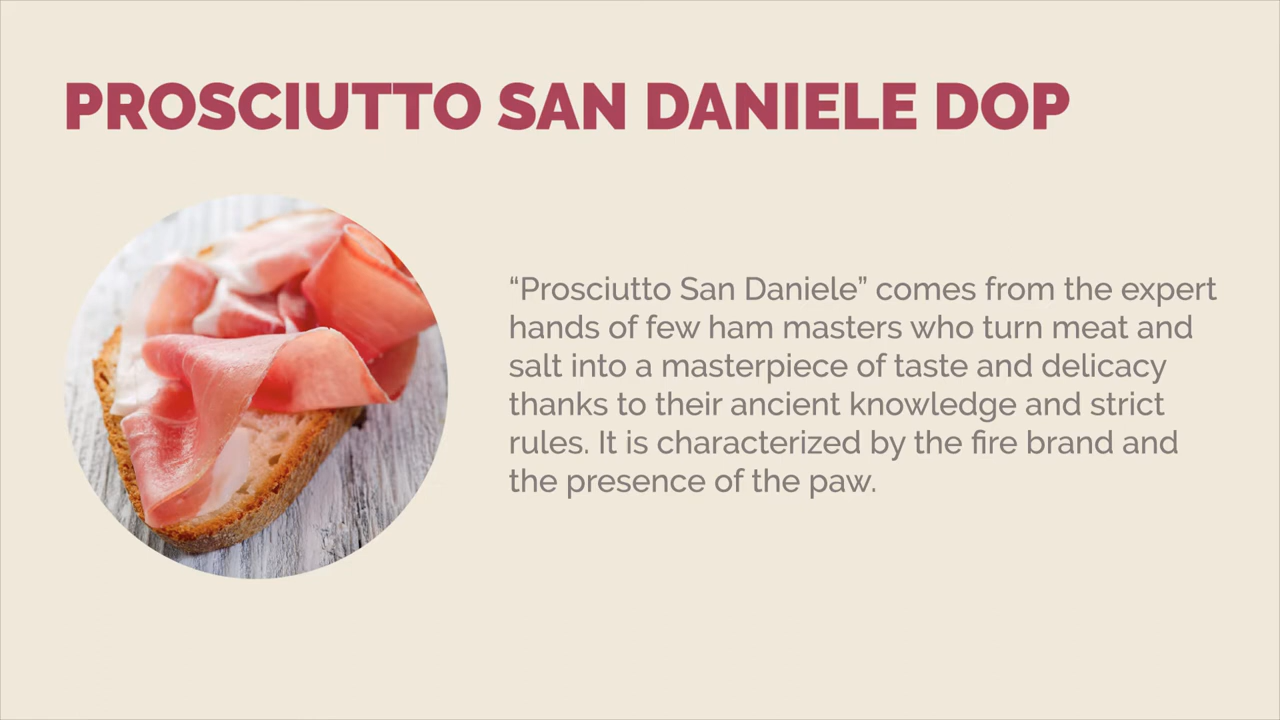 PROSCIUTTO SAN DANIELE DOP
“Prosciutto San Daniele” comes from the expert
hands of few ham masters who turn meat and
salt into a masterpiece of taste and delicacy
thanks to their ancient knowledge and strict
rules. It is characterized by the fire brand and
the presence of the paw.